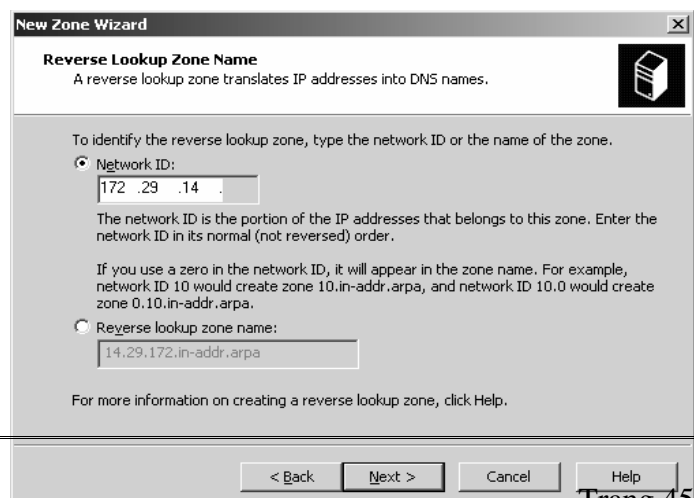 New Zone Wizard
Reverse Lookup Zone Name
A reverse lookup zone translates IP addresses into DNS names.
To identify the reverse lookup zone, type the network ID or the name of the zone.
Network ID:
172 .29 .14 .
The network ID is the portion of the IP addresses that belongs to this zone. Enter the
network ID in its normal (not reversed) order.
If you use a zero in the network ID, it will appear in the zone name. For example,
network ID 10 would create zone 10.in-addr.arpa, and network ID 10.0 would create
zone 0.10.in-addr.arpa.
Reverse lookup zone name:
14.29.172.in-addr.arpa
For more information on creating a reverse lookup zone, click Help.
< Back Next > Cancel Help
Trang 45